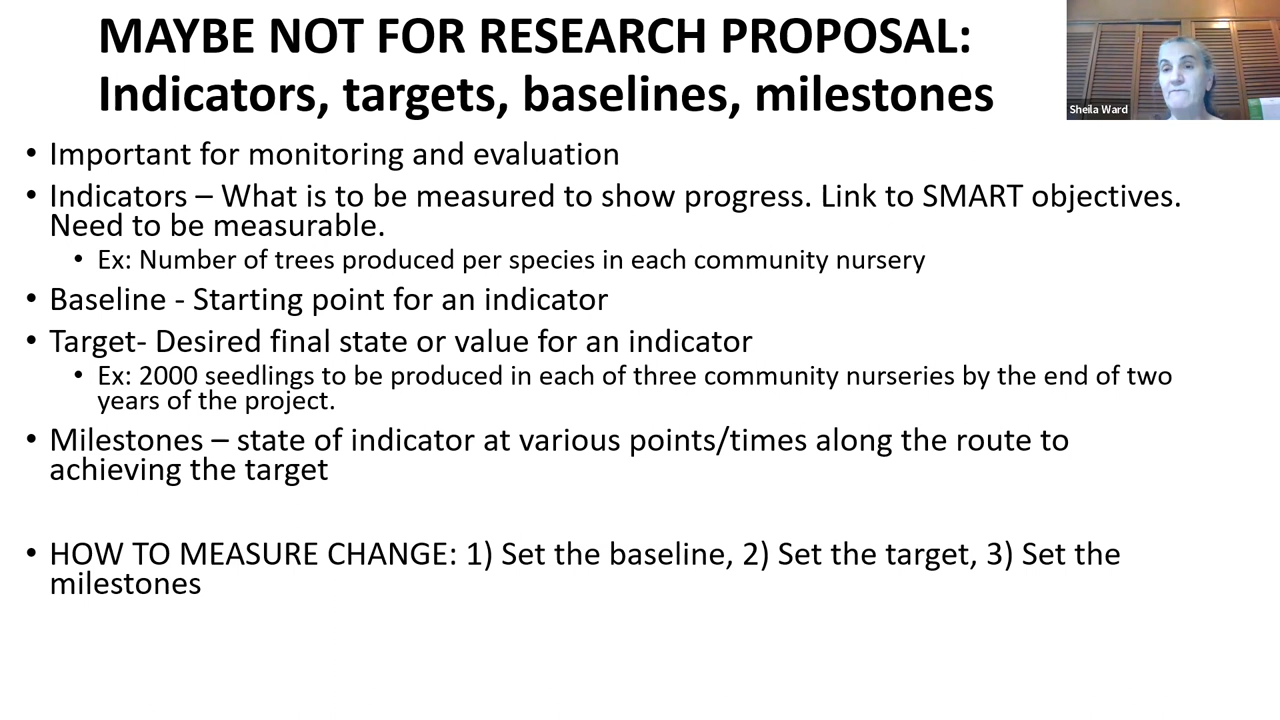 MAYBE NOT FOR RESEARCH PROPOSAL:
Indicators, targets, baselines, milestones
Sheila Ward
• Important for monitoring and evaluation
• Indicators – What is to be measured to show progress. Link to SMART objectives.
Need to be measurable.
• Ex: Number of trees produced per species in each community nursery
• Baseline - Starting point for an indicator
• Target- Desired final state or value for an indicator
• Ex: 2000 seedlings to be produced in each of three community nurseries by the end of two
years of the project.
• Milestones – state of indicator at various points/times along the route to
achieving the target
• HOW TO MEASURE CHANGE: 1) Set the baseline, 2) Set the target, 3) Set the
milestones